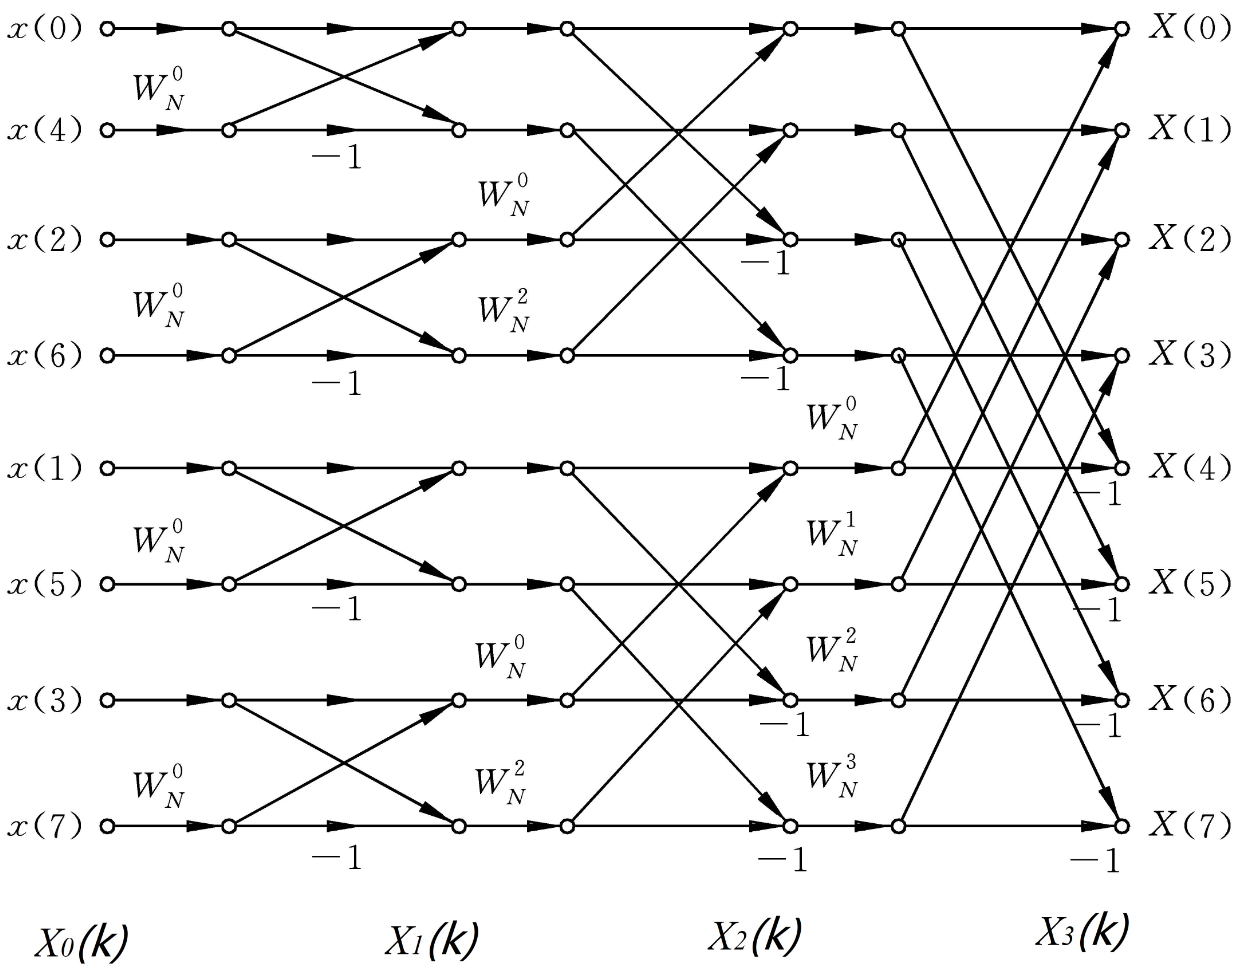 x(0) X(0)
W_N^0
x(4) X(1)
−1
W_N^0
x(2) X(2)
−1
W_N^0 W_N^2
x(6) X(3)
−1 −1
W_N^0
x(1) X(4)
−1
W_N^0 W_N^1
x(5) X(5)
−1 −1
W_N^0 W_N^2
x(3) X(6)
−1 −1
W_N^0 W_N^2 W_N^3
x(7) X(7)
−1 −1 −1
X0(k) X1(k) X2(k) X3(k)